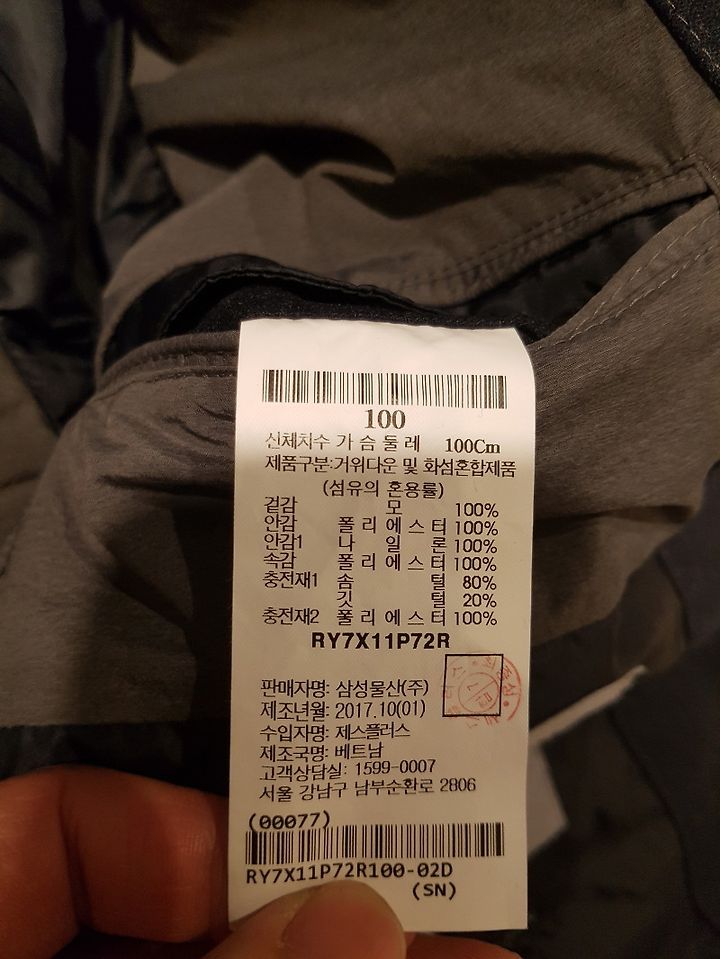 100
신체치수 가 슴 둘 레 100Cm
제품구분:거위다운 및 화섬혼합제품
(섬유의 혼용률)
겉감 모 100%
안감 폴 리 에 스 터 100%
안감1 나 일 론 100%
속감 폴 리 에 스 터 100%
충전재1 솜 털 80%
깃 털 20%
충전재2 폴 리 에 스 터 100%
RY7X11P72R
판매자명: 삼성물산(주)
제조년월: 2017.10(01)
수입자명: 제스플러스
제조국명: 베트남
고객상담실: 1599-0007
서울 강남구 남부순환로 2806
(00077)
RY7X11P72R100-02D
(SN)